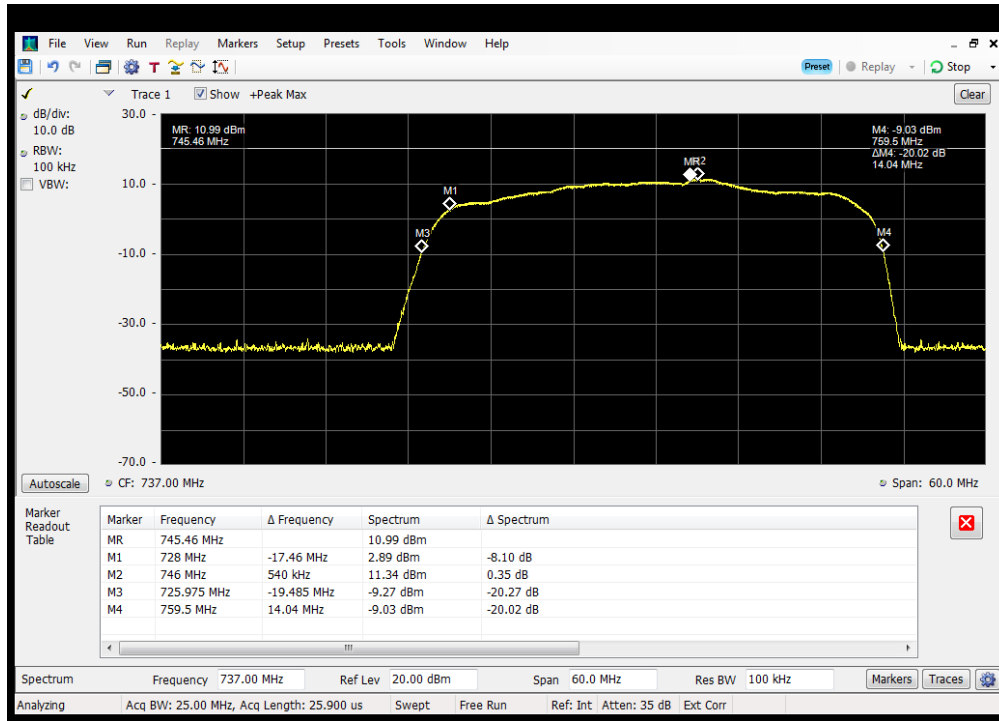 File View Run Replay Markers Setup Presets Tools Window Help
T Preset Replay Stop
Trace 1 Show +Peak Max Clear
dB/div:
10.0 dB
RBW:
100 kHz
VBW:
30.0 -
10.0 -
-10.0 -
-30.0 -
-50.0 -
-70.0 -
MR: 10.99 dBm
745.46 MHz
M4: -9.03 dBm
759.5 MHz
ΔM4: -20.02 dB
14.04 MHz
MR2
M1
M3
M4
Autoscale CF: 737.00 MHz Span: 60.0 MHz
Marker
Readout
Table
Marker Frequency Δ Frequency Spectrum Δ Spectrum
MR 745.46 MHz 10.99 dBm
M1 728 MHz -17.46 MHz 2.89 dBm -8.10 dB
M2 746 MHz 540 kHz 11.34 dBm 0.35 dB
M3 725.975 MHz -19.485 MHz -9.27 dBm -20.27 dB
M4 759.5 MHz 14.04 MHz -9.03 dBm -20.02 dB
Spectrum Frequency 737.00 MHz Ref Lev 20.00 dBm Span 60.0 MHz Res BW 100 kHz Markers Traces
Analyzing Acq BW: 25.00 MHz, Acq Length: 25.900 us Swept Free Run Ref: Int Atten: 35 dB Ext Corr